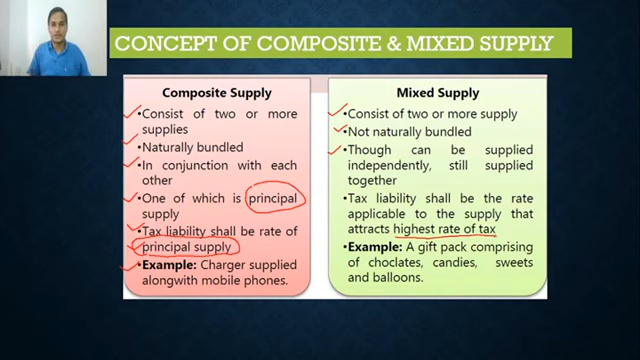 CONCEPT OF COMPOSITE & MIXED SUPPLY
Composite Supply
•Consist of two or more
supplies
•Naturally bundled
•In conjunction with each
other
•One of which is principal
supply
•Tax liability shall be rate of
principal supply
•Example: Charger supplied
alongwith mobile phones.
Mixed Supply
•Consist of two or more supply
•Not naturally bundled
•Though can be supplied
independently, still supplied
together
•Tax liability shall be the rate
applicable to the supply that
attracts highest rate of tax
•Example: A gift pack comprising
of choclates, candies, sweets
and balloons.